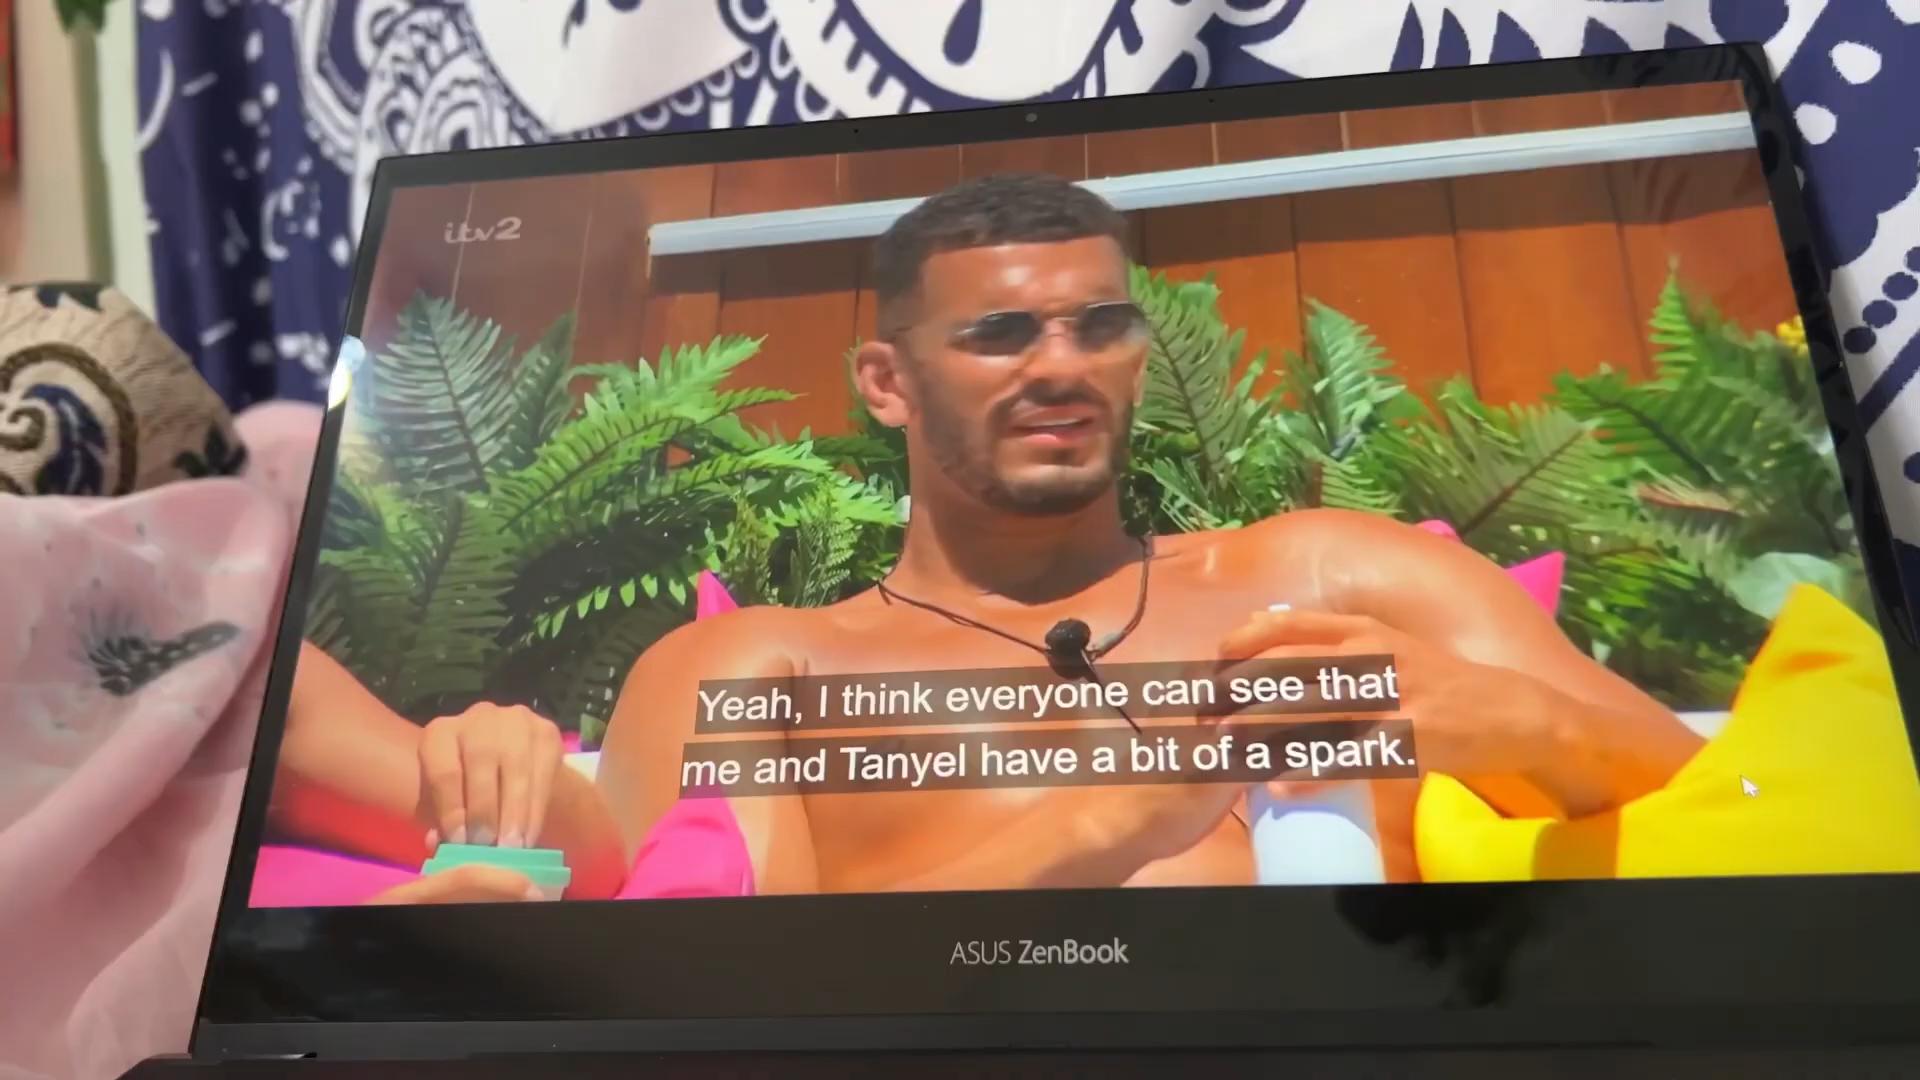 itv2
Yeah, I think everyone can see that
me and Tanyel have a bit of a spark.
ASUS ZenBook